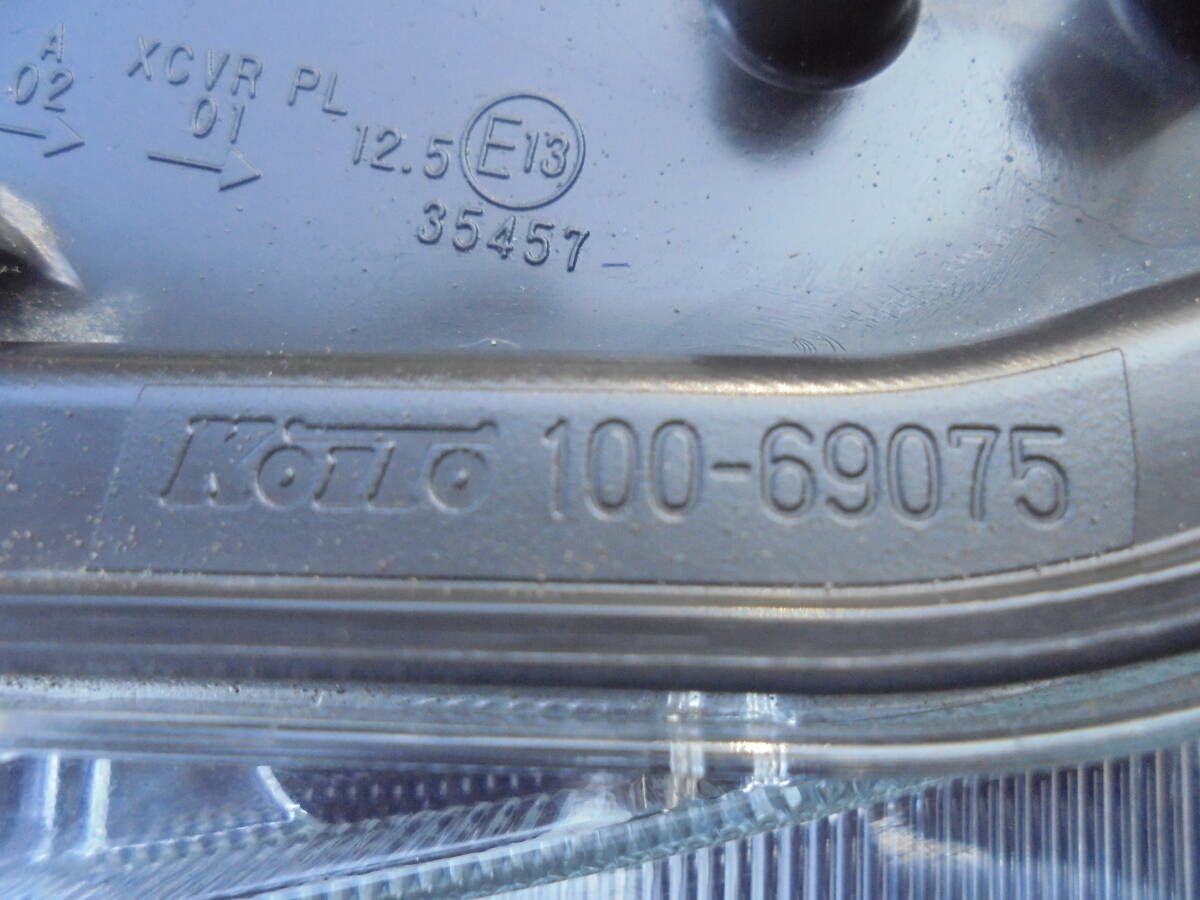 A XCVR PL
02 01 12.5 E13
35457
Koito 100-69075